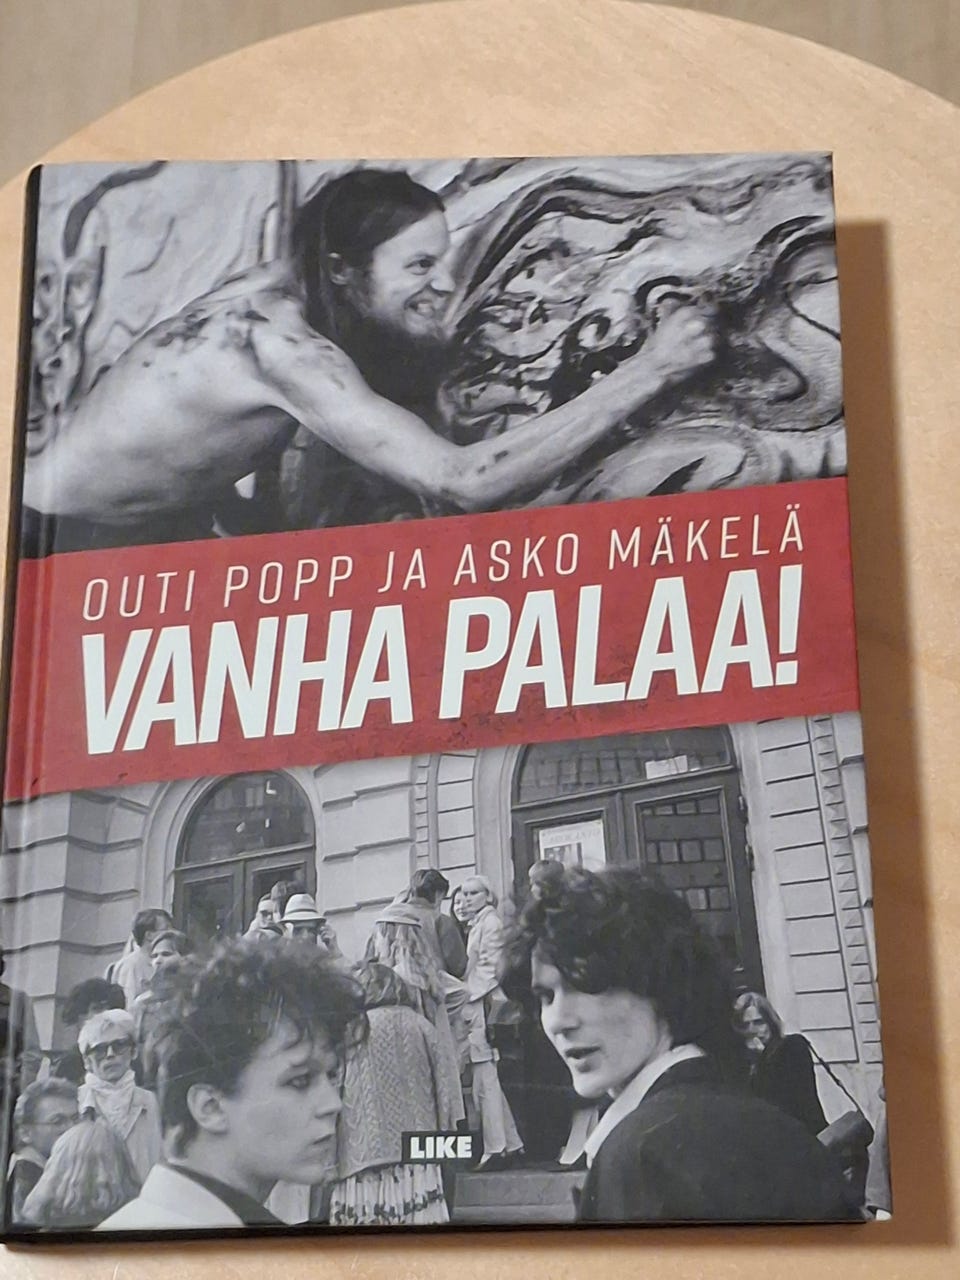 OUTI POPP JA ASKO MÄKELÄ
VANHA PALAA!
LIKE